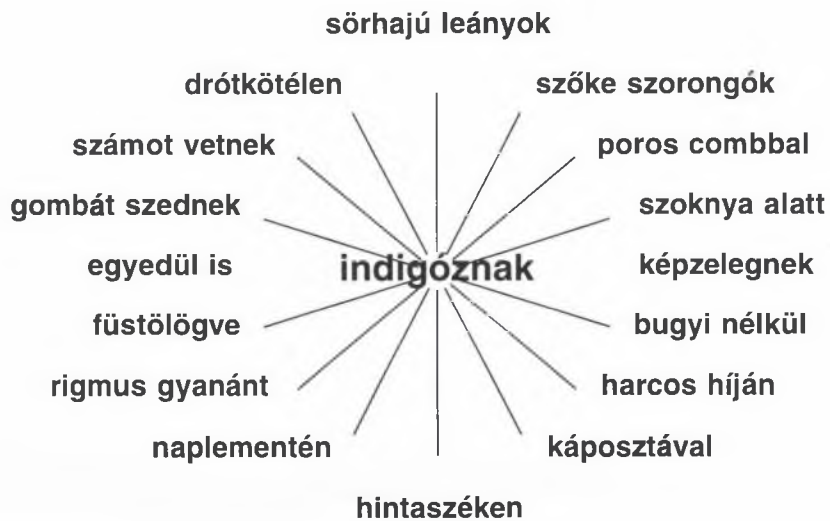 sörhajú leányok
drótkötélen
szőke szorongók
számot vetnek
poros combbal
gombát szednek
szoknya alatt
egyedül is
indigóznak
képzelegnek
füstölögve
bugyi nélkül
rigmus gyanánt
harcos híján
naplementén
káposztával
hintaszéken